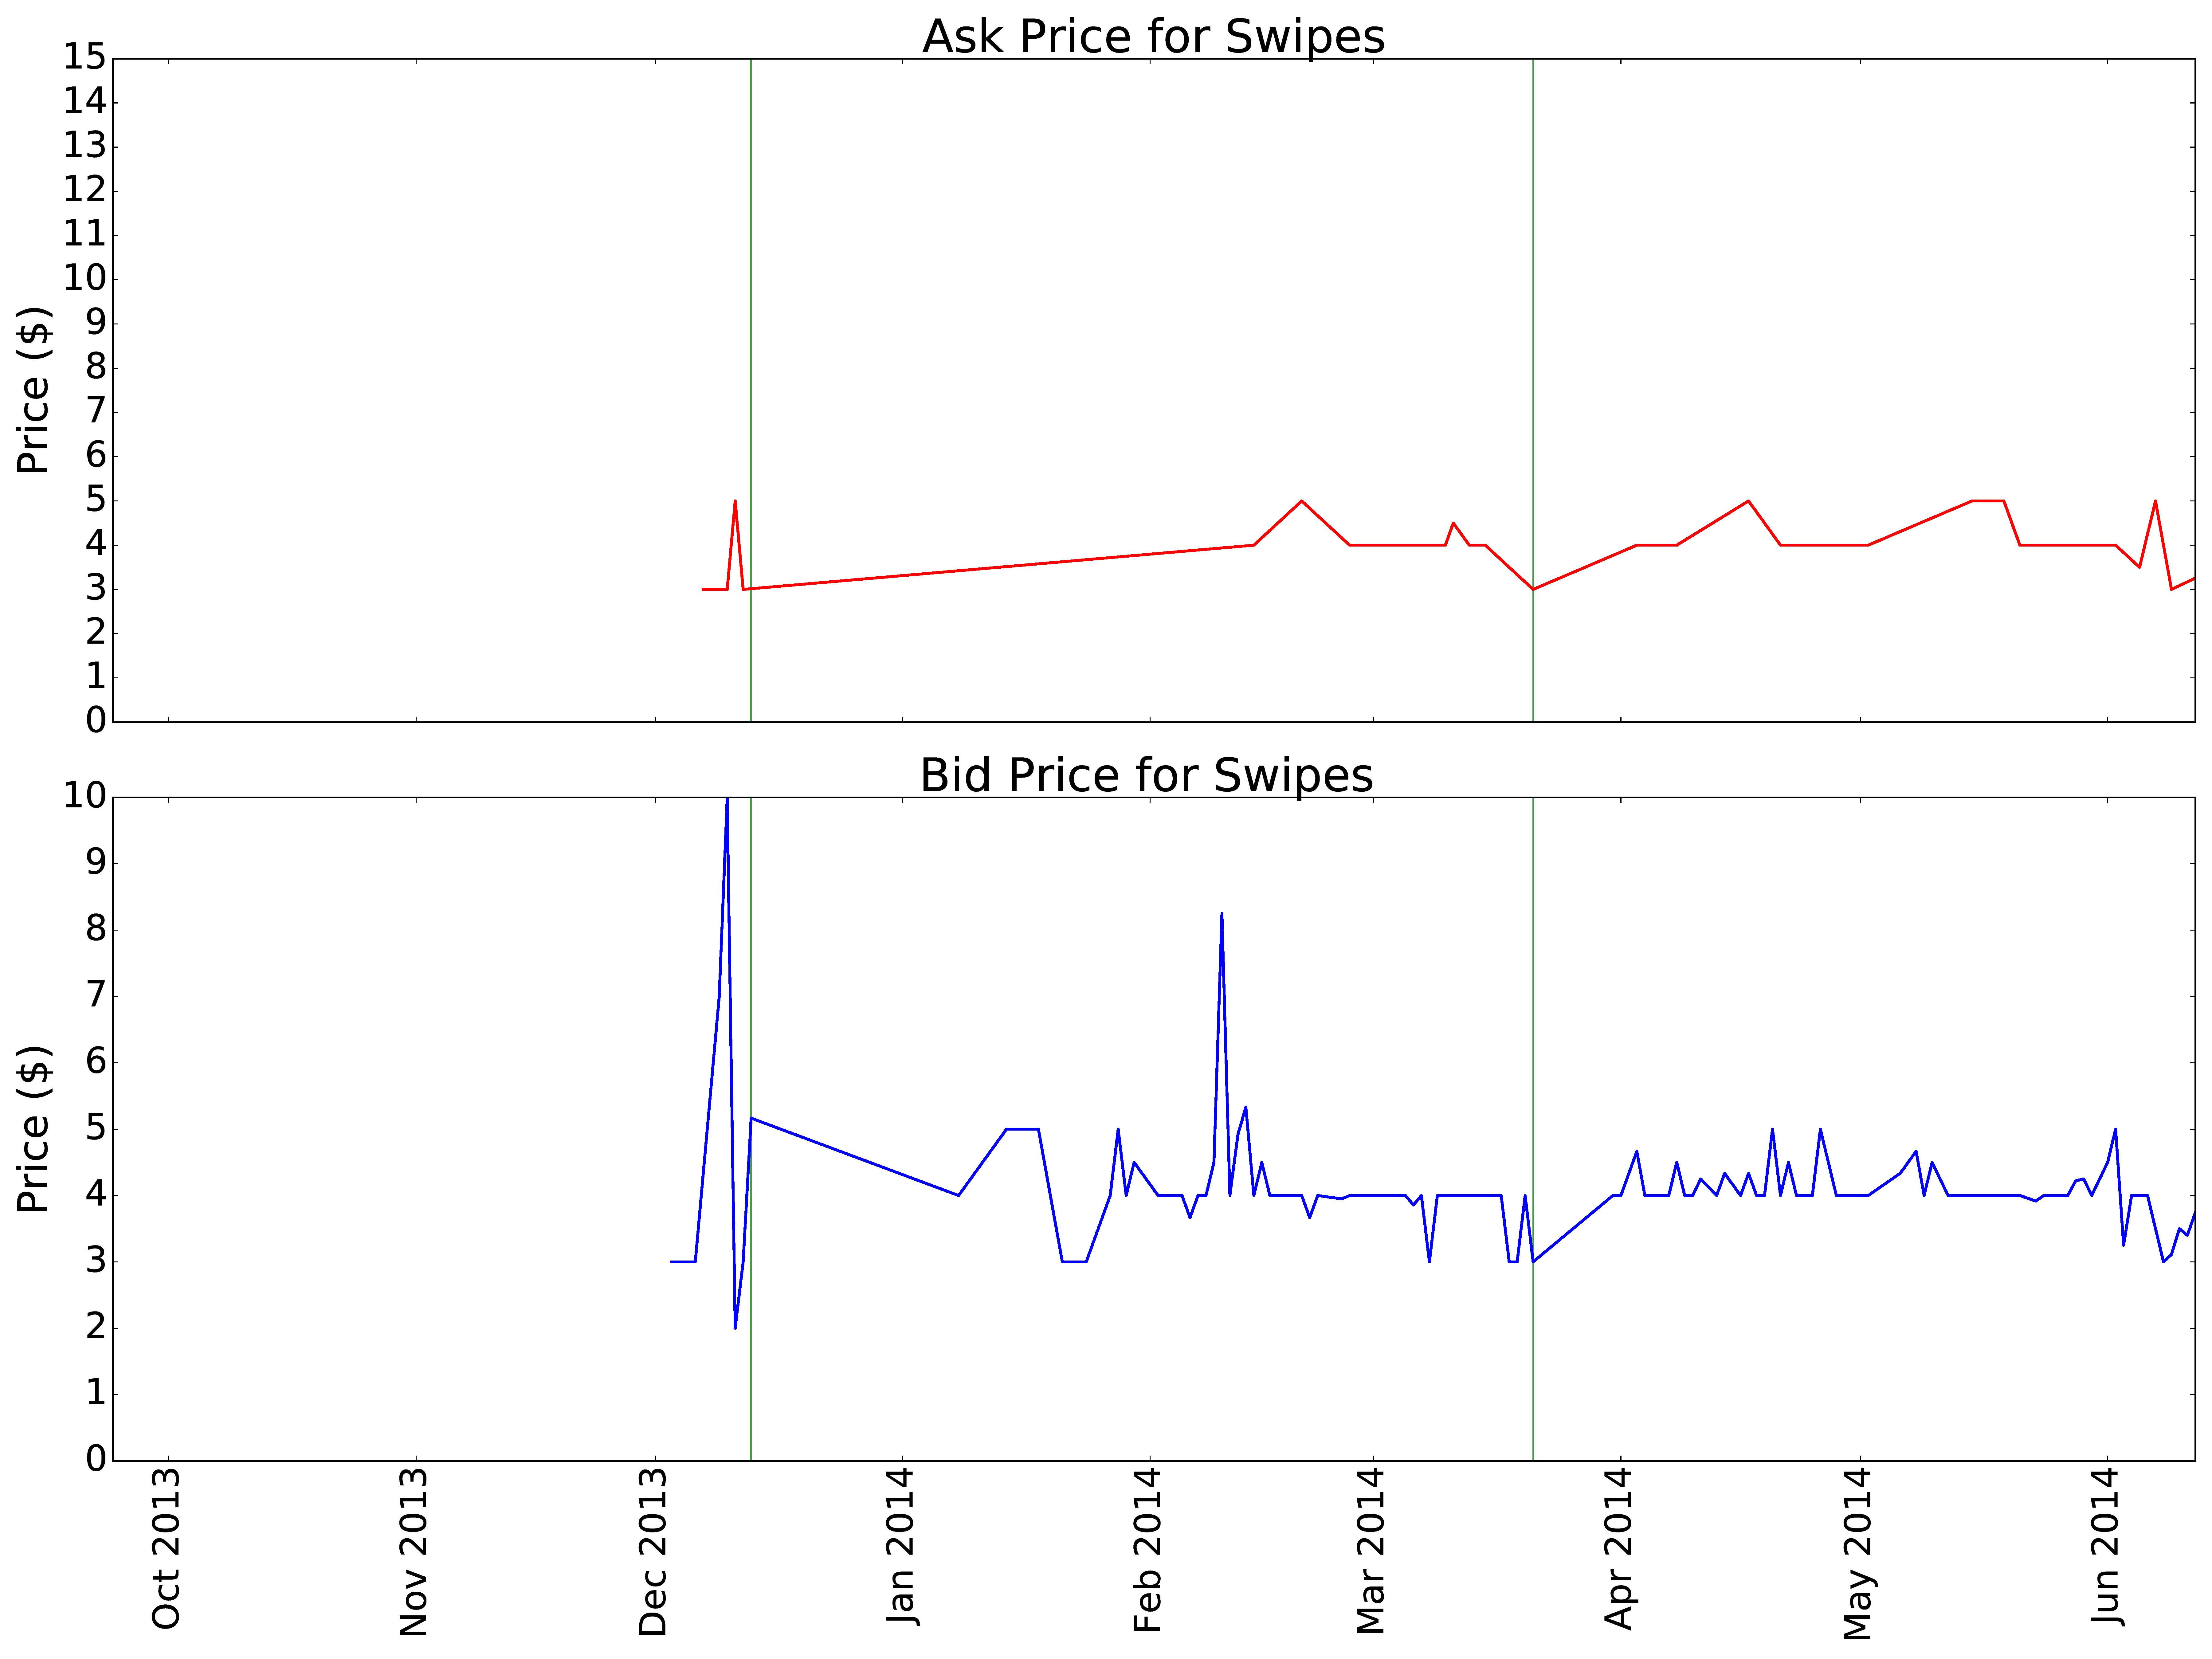 Ask Price for Swipes
15
14
13
12
11
10
9
8
7
6
5
4
3
2
1
0
Price ($)
Bid Price for Swipes
10
9
8
7
6
5
4
3
2
1
0
Price ($)
Oct 2013
Nov 2013
Dec 2013
Jan 2014
Feb 2014
Mar 2014
Apr 2014
May 2014
Jun 2014